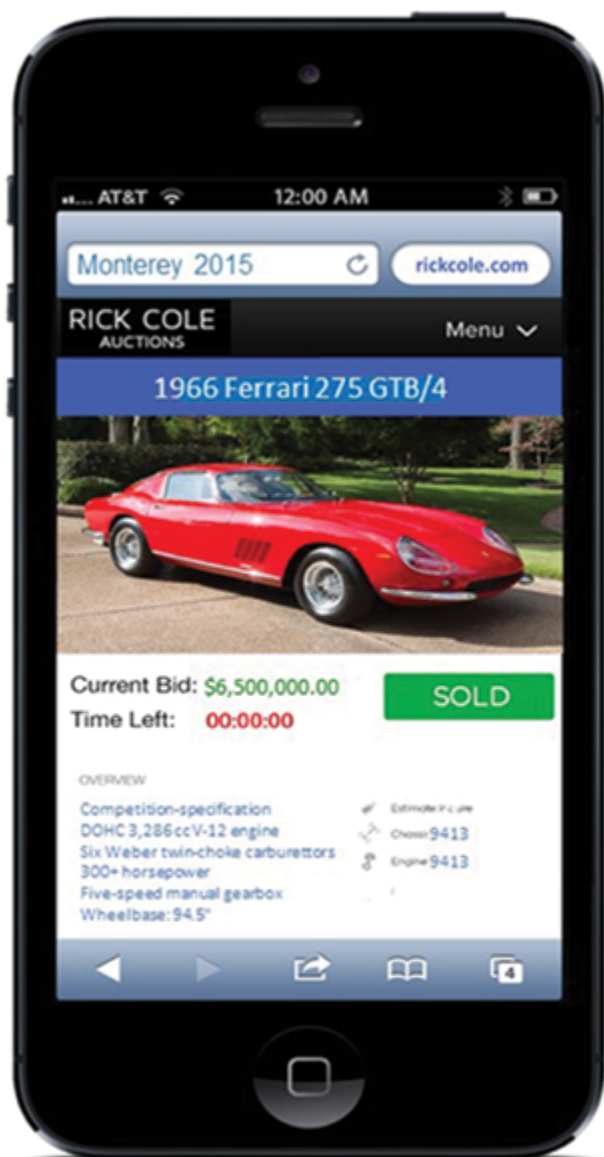 AT&T 12:00 AM
Monterey 2015 rickcole.com
RICK COLE
AUCTIONS
Menu
1966 Ferrari 275 GTB/4
Current Bid: $6,500,000.00
SOLD
Time Left: 00:00:00
OVERVIEW
Competition-specification
DOHC 3,286cc V-12 engine
Six Weber twin-choke carburettors
300+ horsepower
Five-speed manual gearbox
Wheelbase: 94.5"
Estimate
Chassi 9413
Engine 9413
4